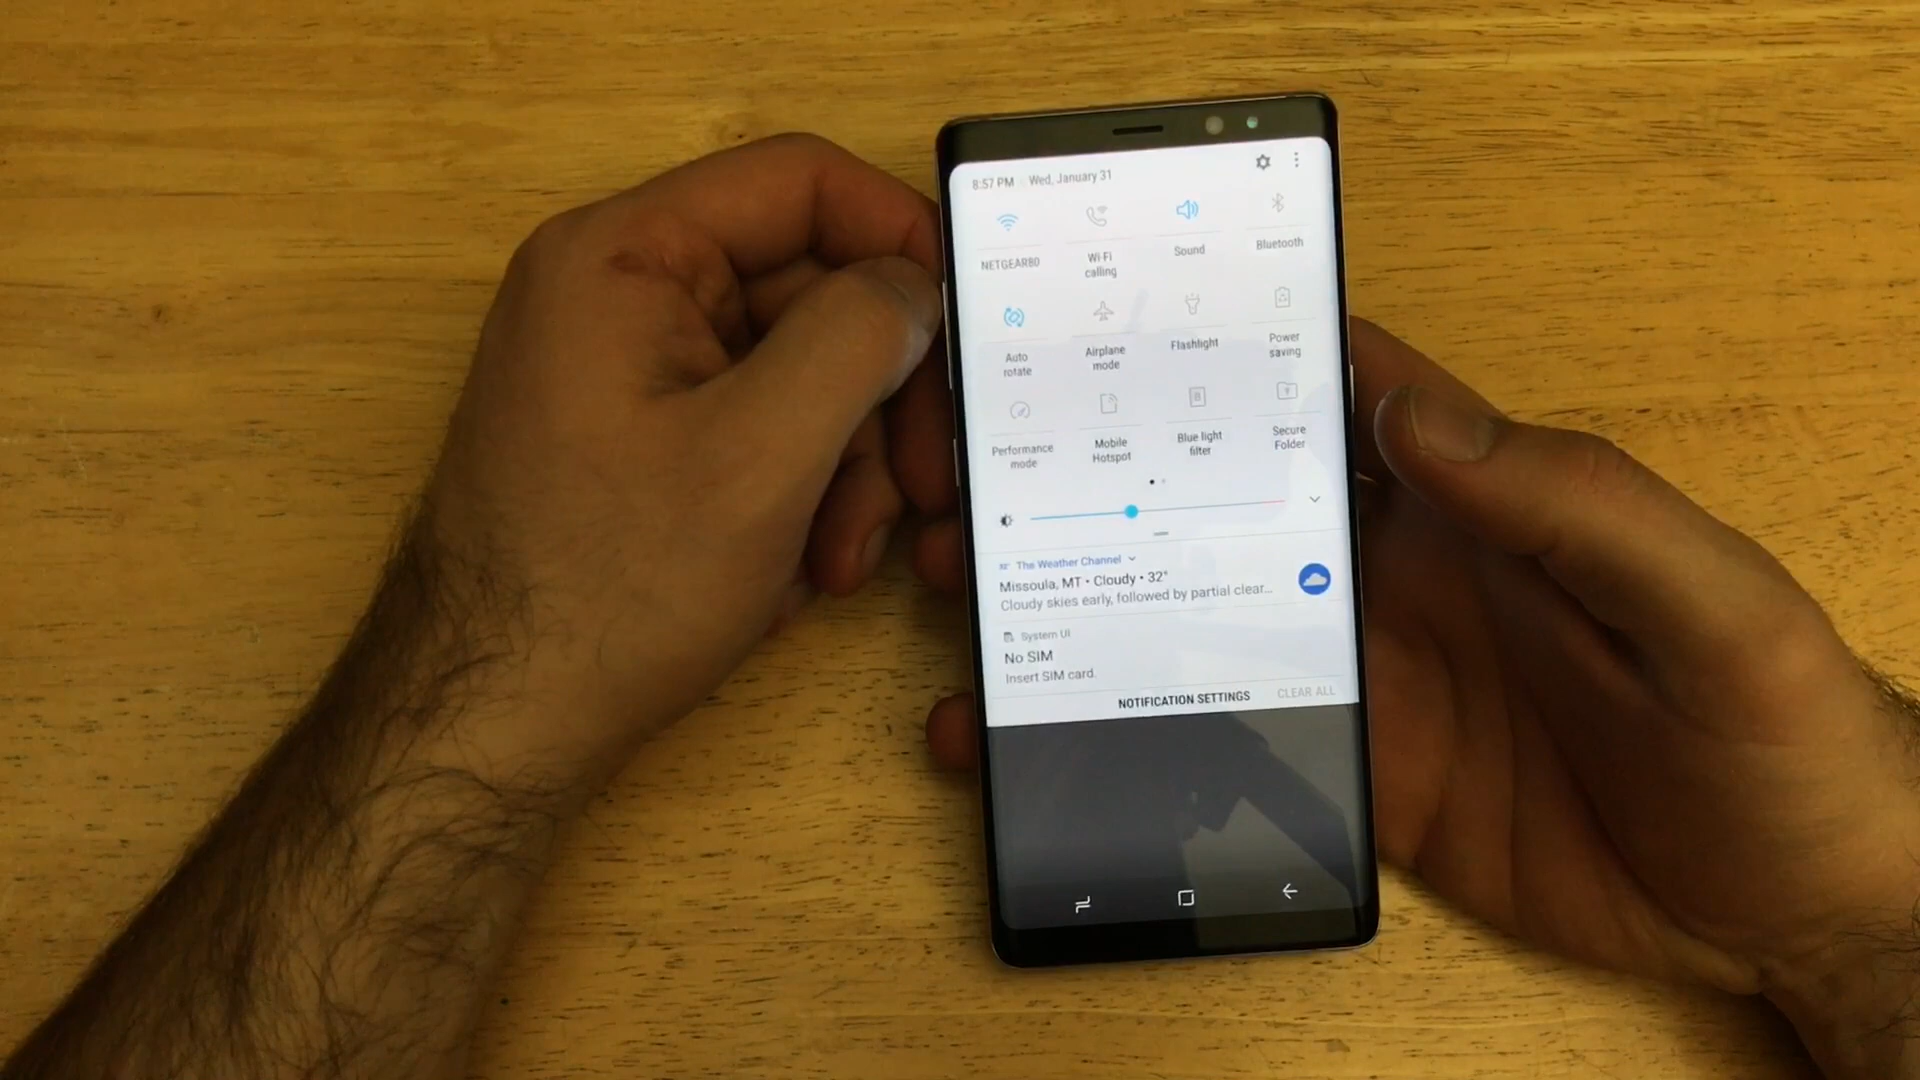 8:57 PM Wed, January 31
NETGEAR80
Wi-Fi
calling
Sound
Bluetooth
Auto
rotate
Airplane
mode
Flashlight
Power
saving
Performance
mode
Mobile
Hotspot
Blue light
filter
Secure
Folder
32° The Weather Channel
Missoula, MT • Cloudy • 32°
Cloudy skies early, followed by partial clear...
System UI
No SIM
Insert SIM card.
NOTIFICATION SETTINGS CLEAR ALL